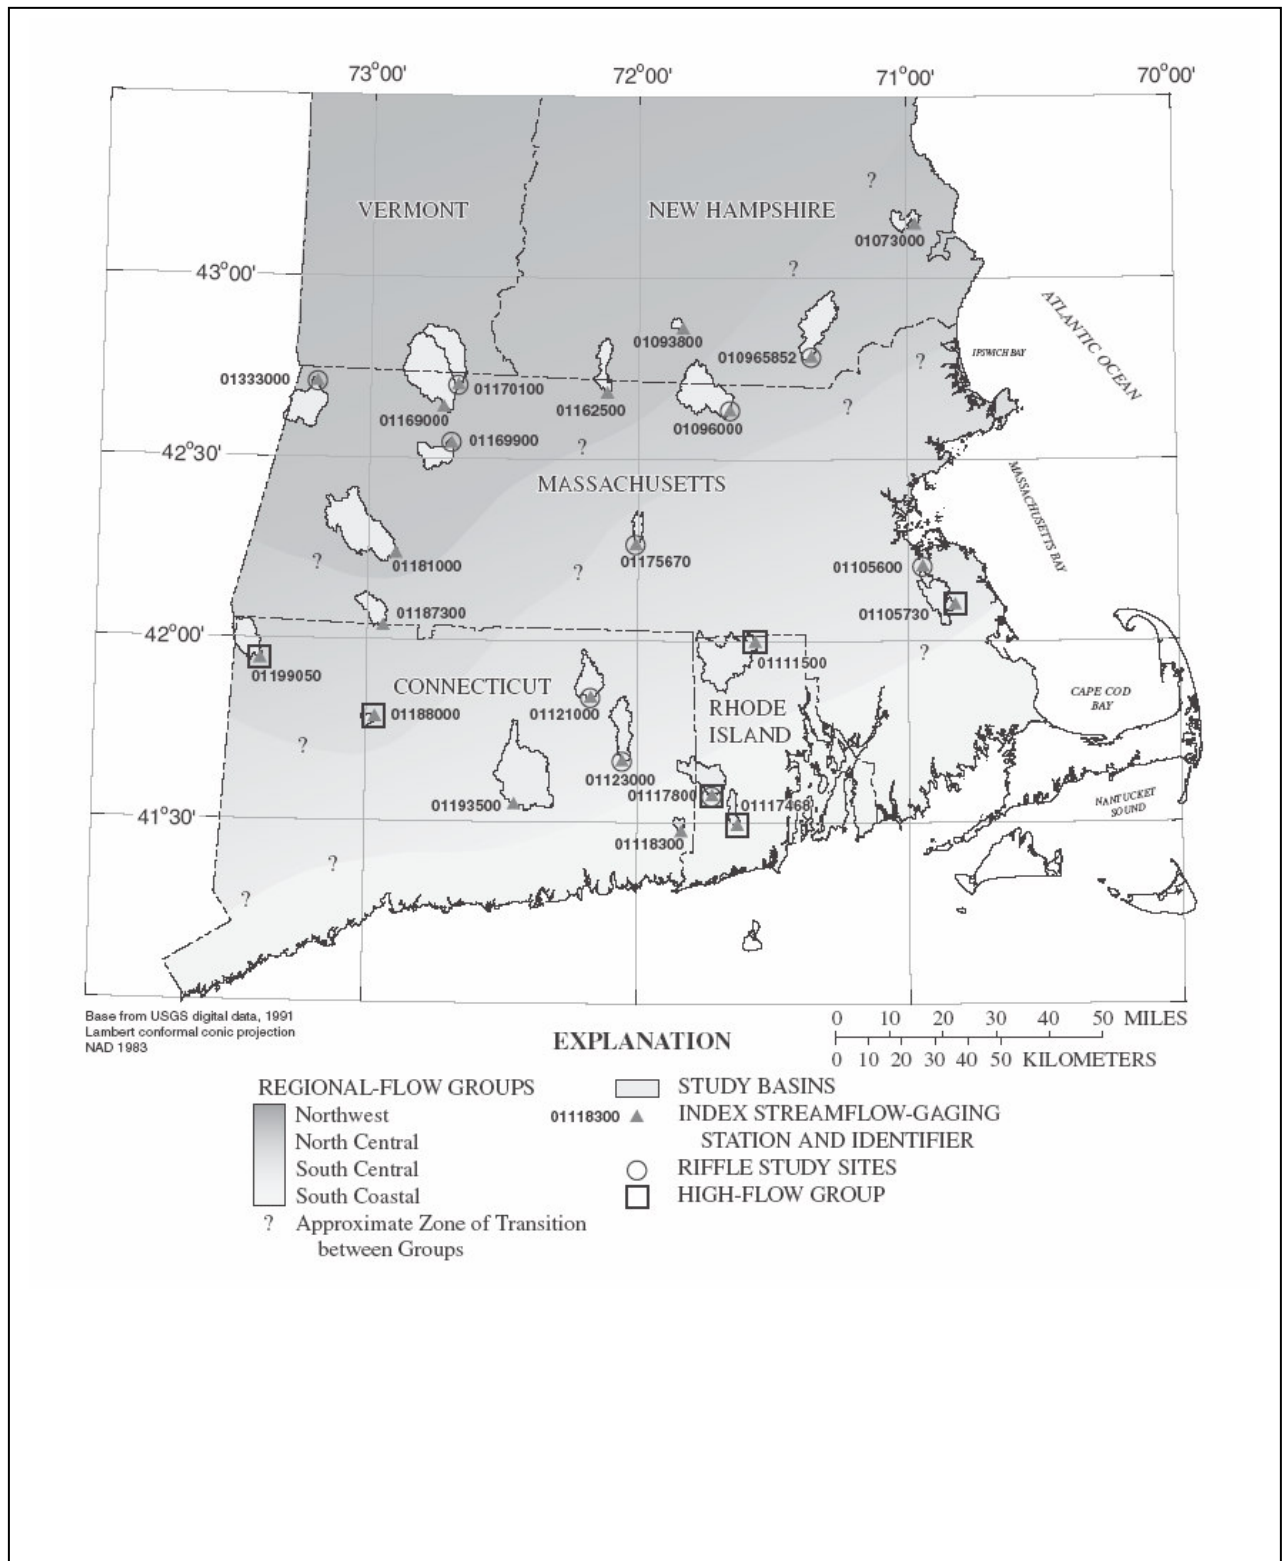 73°00'
72°00'
71°00'
70°00'
VERMONT
NEW HAMPSHIRE
?
01073000
43°00'
?
ATLANTIC OCEAN
01093800
010965852
IPSWICH BAY
?
01333000
01170100
01169000
01162500
01096000
?
01169900
?
42°30'
MASSACHUSETTS
MASSACHUSETTS BAY
01181000
?
01175670
?
01105600
01105730
01187300
42°00'
?
01199050
01111500
CONNECTICUT
01188000
01121000
RHODE
ISLAND
CAPE COD
BAY
?
01123000
01117800
01117468
NANTUCKET
SOUND
01193500
41°30'
01118300
?
?
Base from USGS digital data, 1991
Lambert conformal conic projection
NAD 1983
0 10 20 30 40 50 MILES
0 10 20 30 40 50 KILOMETERS
EXPLANATION
REGIONAL-FLOW GROUPS
Northwest
North Central
South Central
South Coastal
? Approximate Zone of Transition
between Groups
STUDY BASINS
01118300 INDEX STREAMFLOW-GAGING
STATION AND IDENTIFIER
RIFFLE STUDY SITES
HIGH-FLOW GROUP